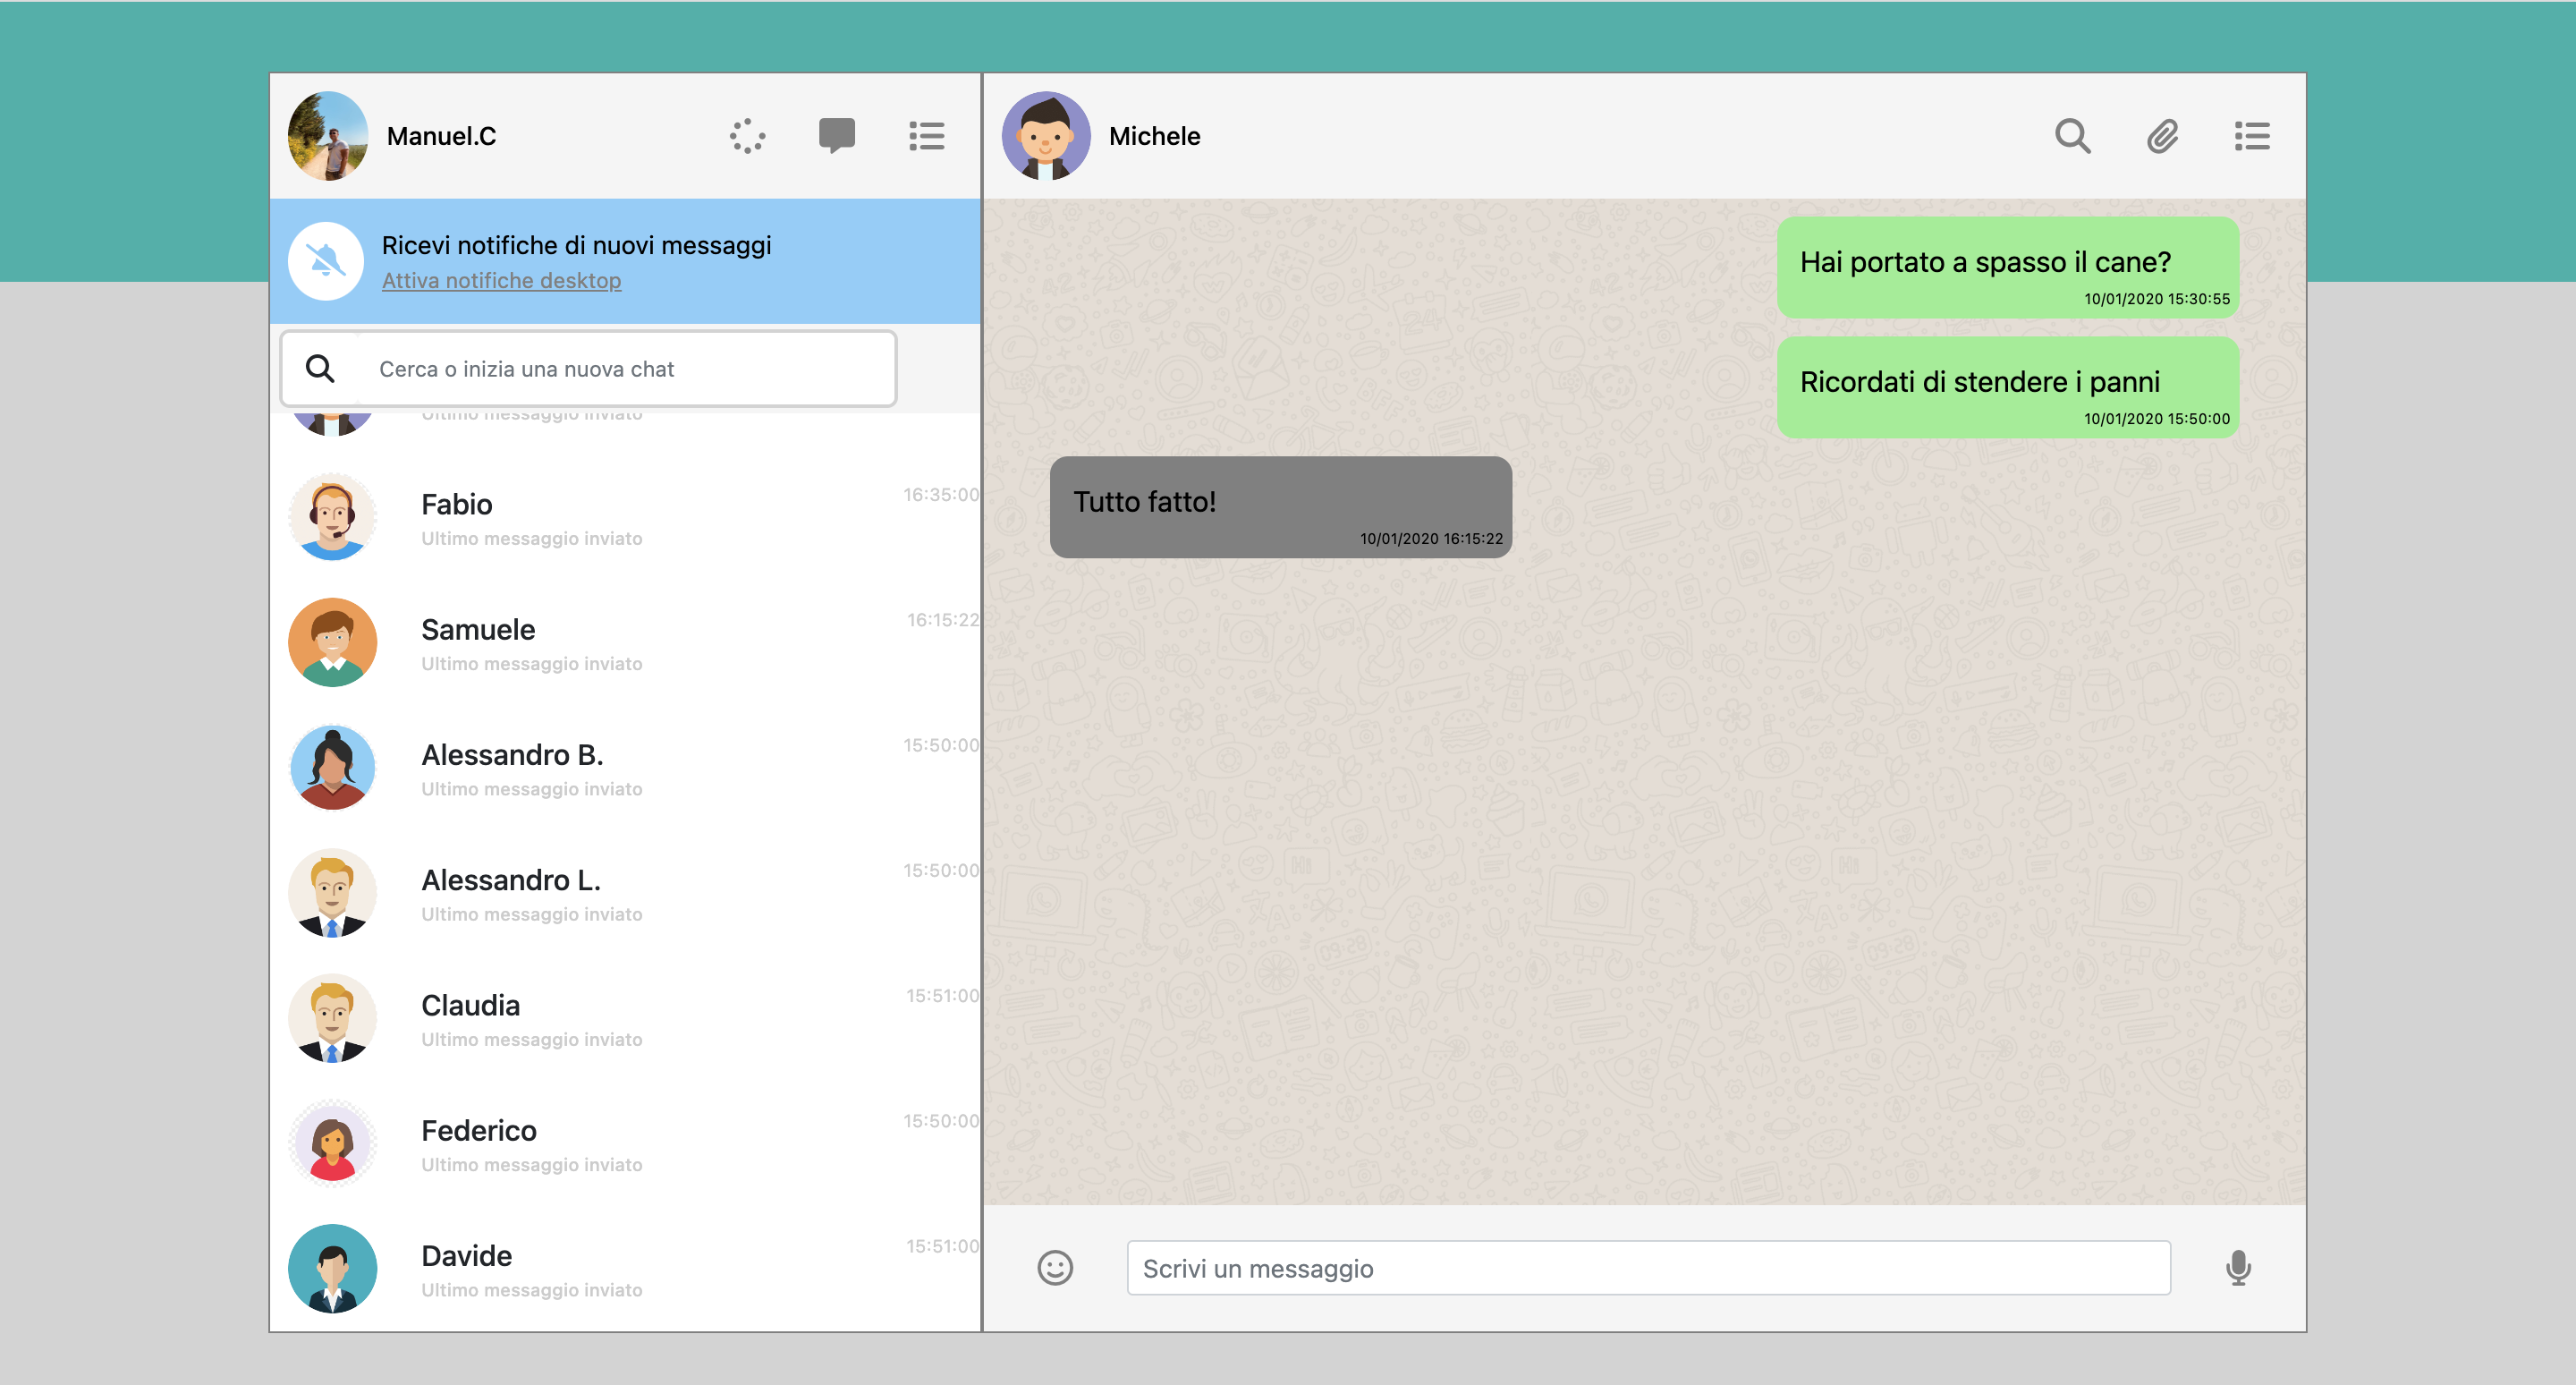 Manuel.C
Ricevi notifiche di nuovi messaggi
Attiva notifiche desktop
Cerca o inizia una nuova chat
Ultimo messaggio inviato
Fabio
16:35:00
Ultimo messaggio inviato
Samuele
16:15:22
Ultimo messaggio inviato
Alessandro B.
15:50:00
Ultimo messaggio inviato
Alessandro L.
15:50:00
Ultimo messaggio inviato
Claudia
15:51:00
Ultimo messaggio inviato
Federico
15:50:00
Ultimo messaggio inviato
Davide
15:51:00
Ultimo messaggio inviato
Michele
Hai portato a spasso il cane?
10/01/2020 15:30:55
Ricordati di stendere i panni
10/01/2020 15:50:00
Tutto fatto!
10/01/2020 16:15:22
Scrivi un messaggio